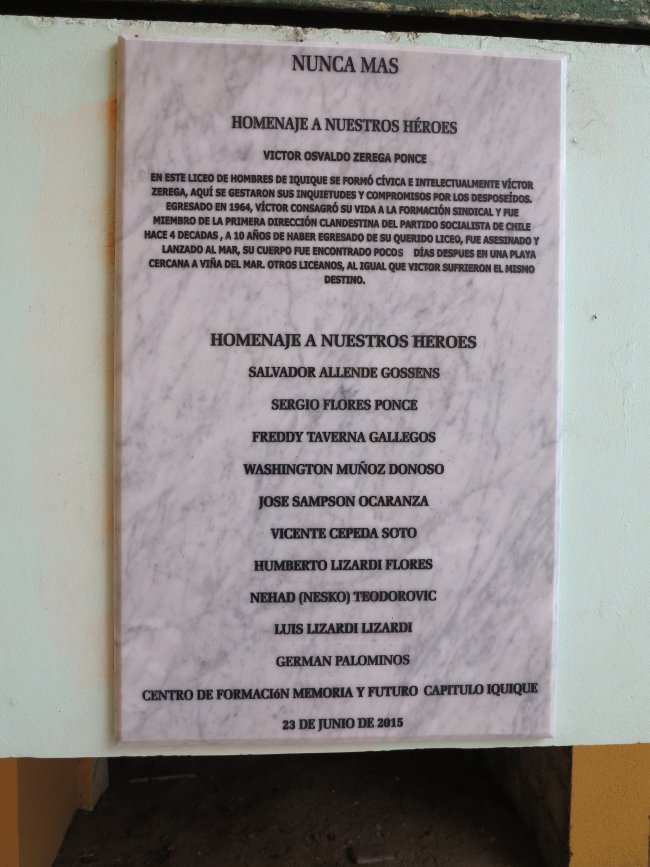 NUNCA MAS
HOMENAJE A NUESTROS HÉROES
VICTOR OSVALDO ZEREGA PONCE
EN ESTE LICEO DE HOMBRES DE IQUIQUE SE FORMÓ CÍVICA E INTELECTUALMENTE VÍCTOR
ZEREGA, AQUÍ SE GESTARON SUS INQUIETUDES Y COMPROMISOS POR LOS DESPOSEÍDOS.
EGRESADO EN 1964, VÍCTOR CONSAGRÓ SU VIDA A LA FORMACIÓN SINDICAL Y FUE
MIEMBRO DE LA PRIMERA DIRECCIÓN CLANDESTINA DEL PARTIDO SOCIALISTA DE CHILE
HACE 4 DECADAS , A 10 AÑOS DE HABER EGRESADO DE SU QUERIDO LICEO, FUE ASESINADO Y
LANZADO AL MAR, SU CUERPO FUE ENCONTRADO POCOS DÍAS DESPUES EN UNA PLAYA
CERCANA A VIÑA DEL MAR. OTROS LICEANOS, AL IGUAL QUE VICTOR SUFRIERON EL MISMO
DESTINO.
HOMENAJE A NUESTROS HEROES
SALVADOR ALLENDE GOSSENS
SERGIO FLORES PONCE
FREDDY TAVERNA GALLEGOS
WASHINGTON MUÑOZ DONOSO
JOSE SAMPSON OCARANZA
VICENTE CEPEDA SOTO
HUMBERTO LIZARDI FLORES
NEHAD (NESKO) TEODOROVIC
LUIS LIZARDI LIZARDI
GERMAN PALOMINOS
CENTRO DE FORMACIóN MEMORIA Y FUTURO CAPITULO IQUIQUE
23 DE JUNIO DE 2015